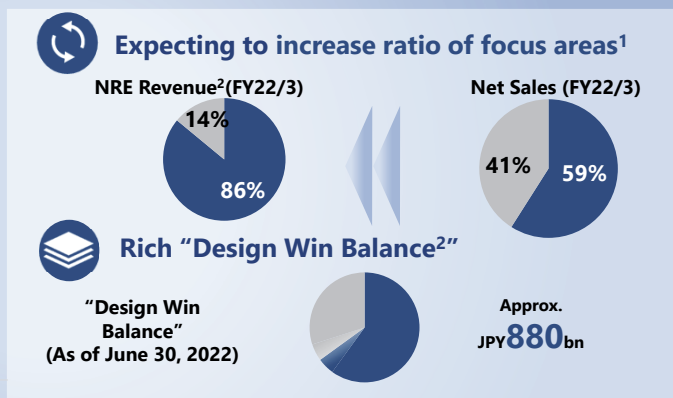 Expecting to increase ratio of focus areas1
NRE Revenue2(FY22/3)
Net Sales (FY22/3)
14%
86%
41%
59%
Rich “Design Win Balance2”
“Design Win
Balance”
(As of June 30, 2022)
Approx.
JPY880bn